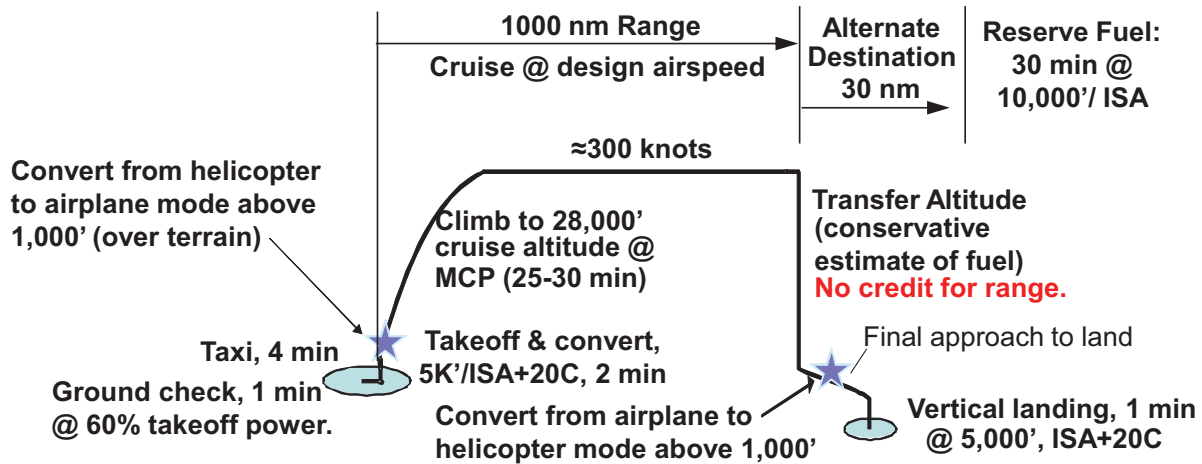 1000 nm Range
Cruise @ design airspeed
Alternate
Destination
30 nm
Reserve Fuel:
30 min @
10,000’/ ISA
≈300 knots
Convert from helicopter
to airplane mode above
1,000’ (over terrain)
Climb to 28,000’
cruise altitude @
MCP (25-30 min)
Transfer Altitude
(conservative
estimate of fuel)
No credit for range.
Taxi, 4 min
Ground check, 1 min
@ 60% takeoff power.
Takeoff & convert,
5K’/ISA+20C, 2 min
Final approach to land
Convert from airplane to
helicopter mode above 1,000’
Vertical landing, 1 min
@ 5,000’, ISA+20C